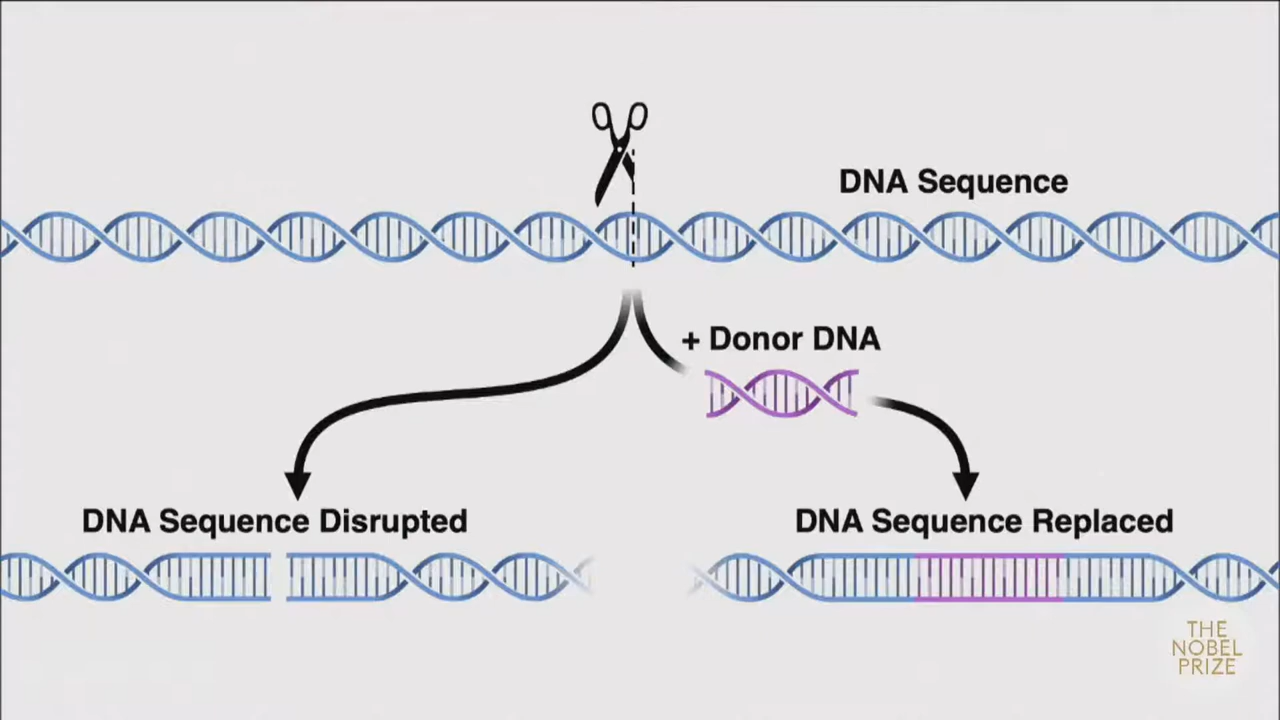 DNA Sequence
+ Donor DNA
DNA Sequence Disrupted
DNA Sequence Replaced
THE
NOBEL
PRIZE